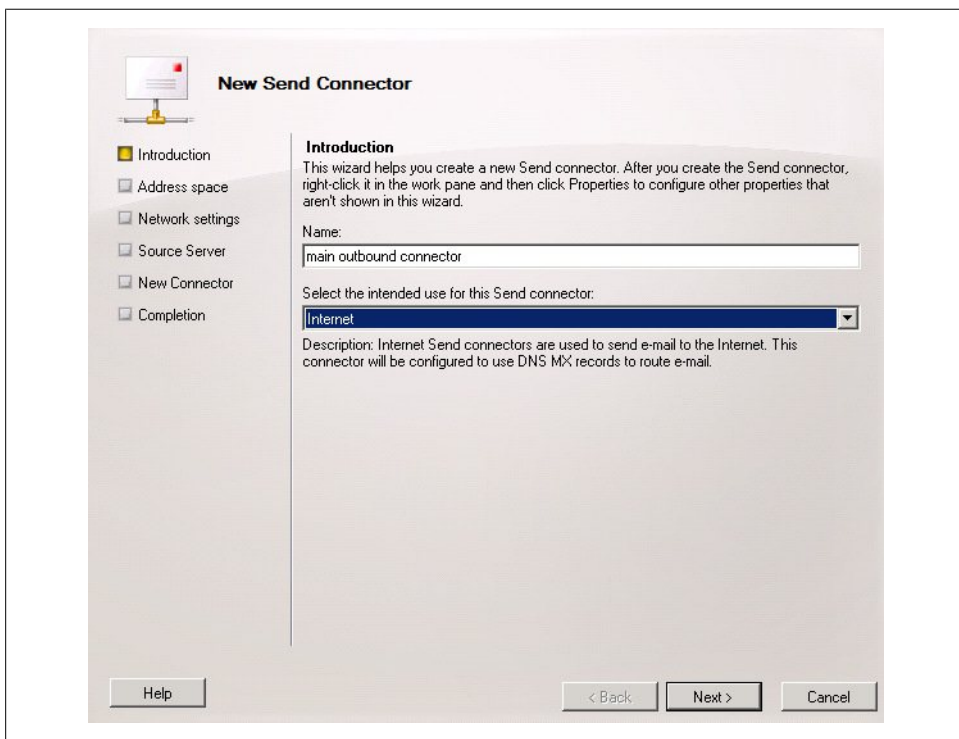 New Send Connector
Introduction
Address space
Network settings
Source Server
New Connector
Completion
Introduction
This wizard helps you create a new Send connector. After you create the Send connector,
right-click it in the work pane and then click Properties to configure other properties that
aren't shown in this wizard.
Name:
main outbound connector
Select the intended use for this Send connector:
Internet
Description: Internet Send connectors are used to send e-mail to the Internet. This
connector will be configured to use DNS MX records to route e-mail.
Help
< Back
Next >
Cancel